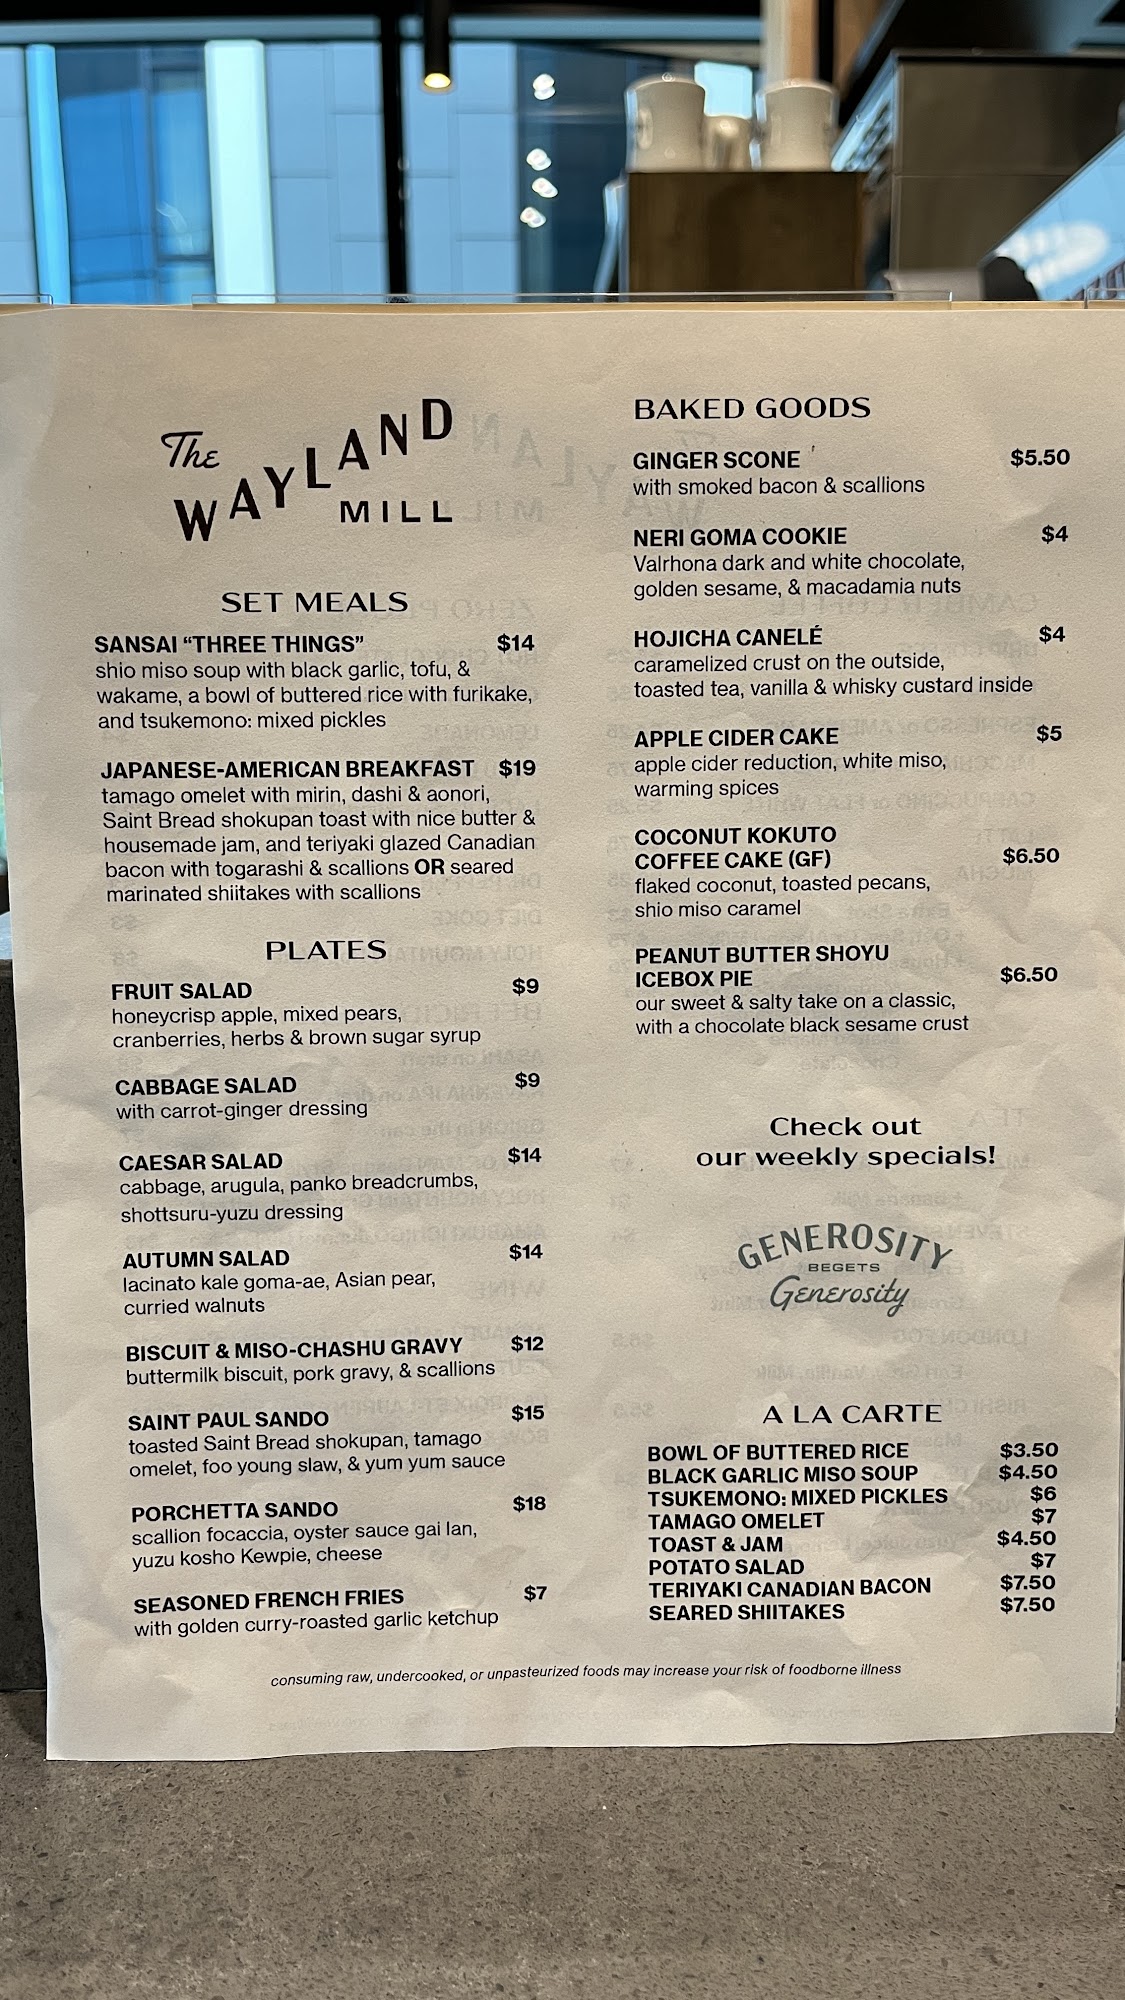 The
WAYLAND
MILL
SET MEALS
SANSAI “THREE THINGS” $14
shio miso soup with black garlic, tofu, &
wakame, a bowl of buttered rice with furikake,
and tsukemono: mixed pickles
JAPANESE-AMERICAN BREAKFAST $19
tamago omelet with mirin, dashi & aonori,
Saint Bread shokupan toast with nice butter &
housemade jam, and teriyaki glazed Canadian
bacon with togarashi & scallions OR seared
marinated shiitakes with scallions
PLATES
FRUIT SALAD $9
honeycrisp apple, mixed pears,
cranberries, herbs & brown sugar syrup
CABBAGE SALAD $9
with carrot-ginger dressing
CAESAR SALAD $14
cabbage, arugula, panko breadcrumbs,
shottsuru-yuzu dressing
AUTUMN SALAD $14
lacinato kale goma-ae, Asian pear,
curried walnuts
BISCUIT & MISO-CHASHU GRAVY $12
buttermilk biscuit, pork gravy, & scallions
SAINT PAUL SANDO $15
toasted Saint Bread shokupan, tamago
omelet, foo young slaw, & yum yum sauce
PORCHETTA SANDO $18
scallion focaccia, oyster sauce gai lan,
yuzu kosho Kewpie, cheese
SEASONED FRENCH FRIES $7
with golden curry-roasted garlic ketchup
BAKED GOODS
GINGER SCONE $5.50
with smoked bacon & scallions
NERI GOMA COOKIE $4
Valrhona dark and white chocolate,
golden sesame, & macadamia nuts
HOJICHA CANELÉ $4
caramelized crust on the outside,
toasted tea, vanilla & whisky custard inside
APPLE CIDER CAKE $5
apple cider reduction, white miso,
warming spices
COCONUT KOKUTO
COFFEE CAKE (GF) $6.50
flaked coconut, toasted pecans,
shio miso caramel
PEANUT BUTTER SHOYU
ICEBOX PIE $6.50
our sweet & salty take on a classic,
with a chocolate black sesame crust
Check out
our weekly specials!
GENEROSITY
BEGETS
Generosity
A LA CARTE
BOWL OF BUTTERED RICE $3.50
BLACK GARLIC MISO SOUP $4.50
TSUKEMONO: MIXED PICKLES $6
TAMAGO OMELET $7
TOAST & JAM $4.50
POTATO SALAD $7
TERIYAKI CANADIAN BACON $7.50
SEARED SHIITAKES $7.50
consuming raw, undercooked, or unpasteurized foods may increase your risk of foodborne illness